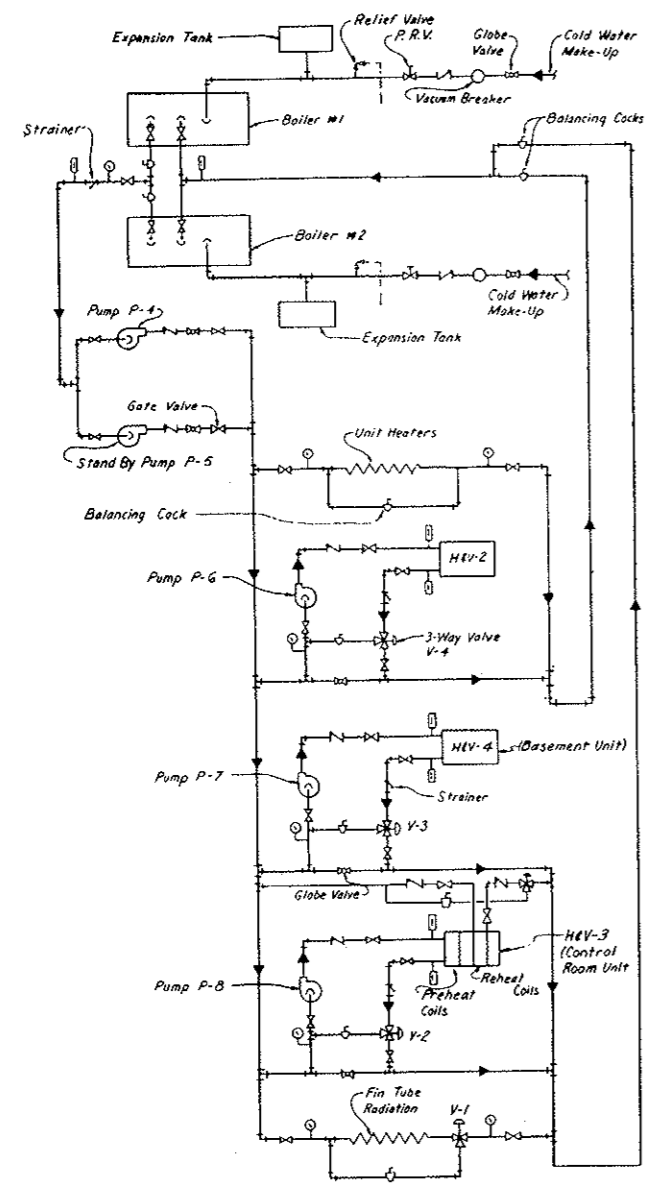 Expansion Tank
Relief Valve
P.R.V.
Globe
Valve
Cold Water
Make-Up
Vacuum Breaker
Boiler #1
Strainer
Balancing Cocks
Boiler #2
Cold Water
Make-Up
Expansion Tank
Pump P-4
Gate Valve
Stand By Pump P-5
Unit Heaters
Balancing Cock
H&V-2
Pump P-6
3-Way Valve
V-4
H&V-4
(Basement Unit)
Pump P-7
Strainer
V-3
Globe Valve
H&V-3
(Control
Room Unit
Reheat
Coils
Preheat
Coils
Pump P-8
V-2
Fin Tube
Radiation
V-1